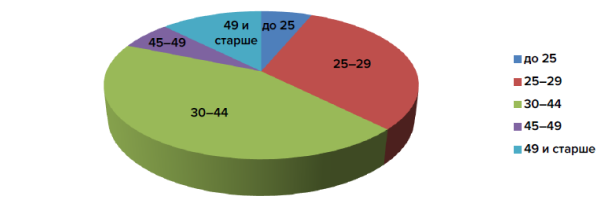 49 и
старше
до 25
45–49
25–29
30–44
до 25
25–29
30–44
45–49
49 и старше